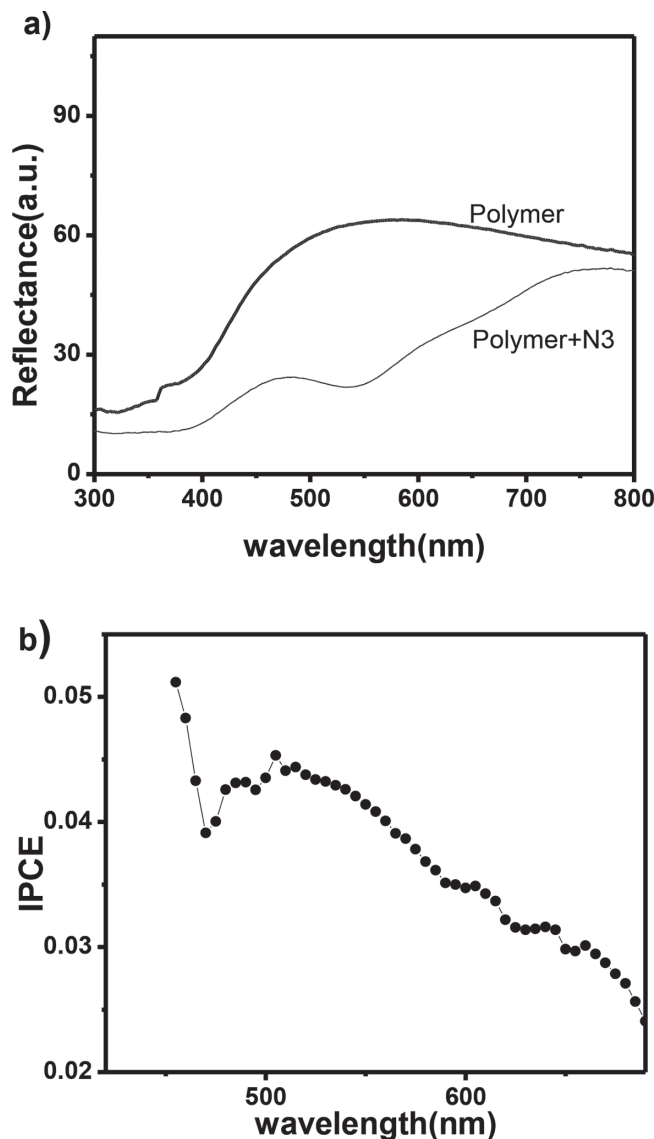 a)
90
60
30
0
Reflectance(a.u.)
Polymer
Polymer+N3
300 400 500 600 700 800
wavelength(nm)
b)
0.05
0.04
0.03
0.02
IPCE
500 600
wavelength(nm)